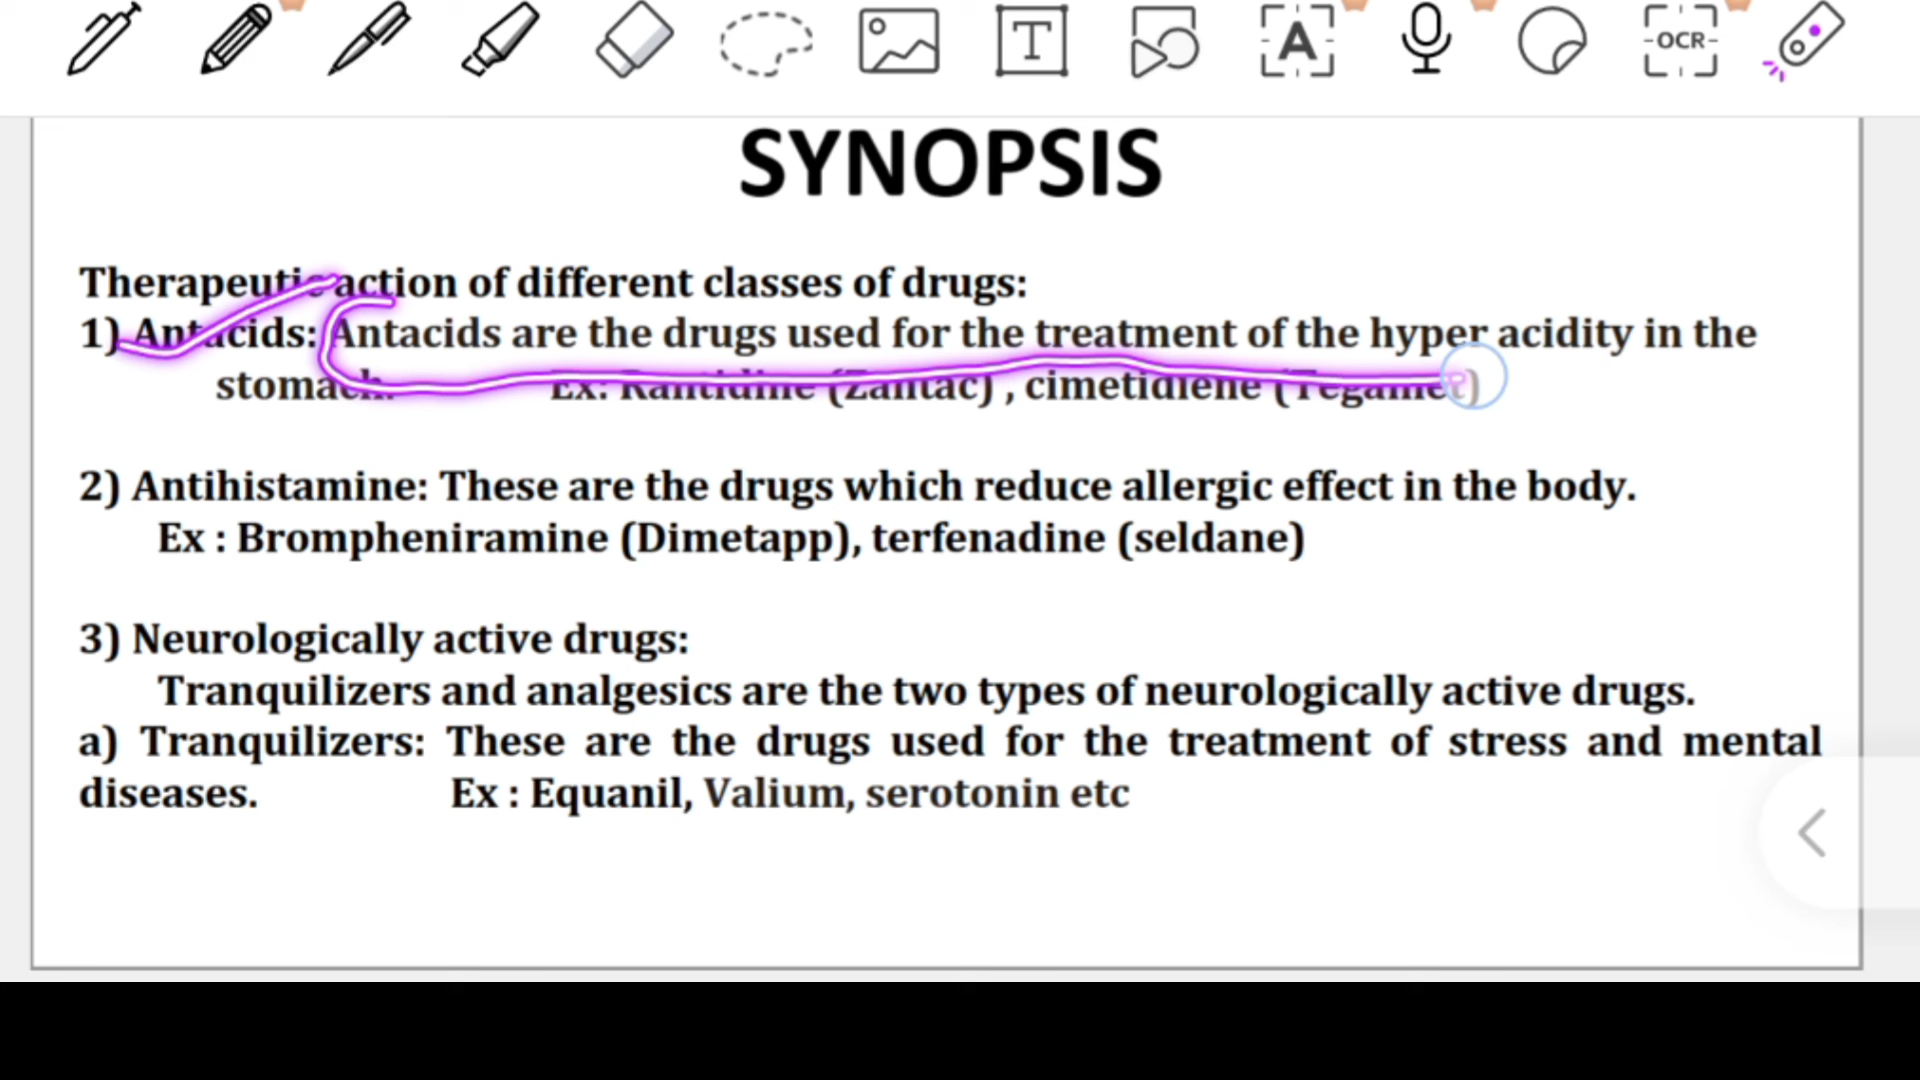 T
A
OCR
SYNOPSIS
Therapeutic action of different classes of drugs:
1) Antacids: Antacids are the drugs used for the treatment of the hyper acidity in the
stomach. Ex: Rantidine (Zantac) , cimetidiene (Tegamet)
2) Antihistamine: These are the drugs which reduce allergic effect in the body.
Ex : Brompheniramine (Dimetapp), terfenadine (seldane)
3) Neurologically active drugs:
Tranquilizers and analgesics are the two types of neurologically active drugs.
a) Tranquilizers: These are the drugs used for the treatment of stress and mental
diseases. Ex : Equanil, Valium, serotonin etc